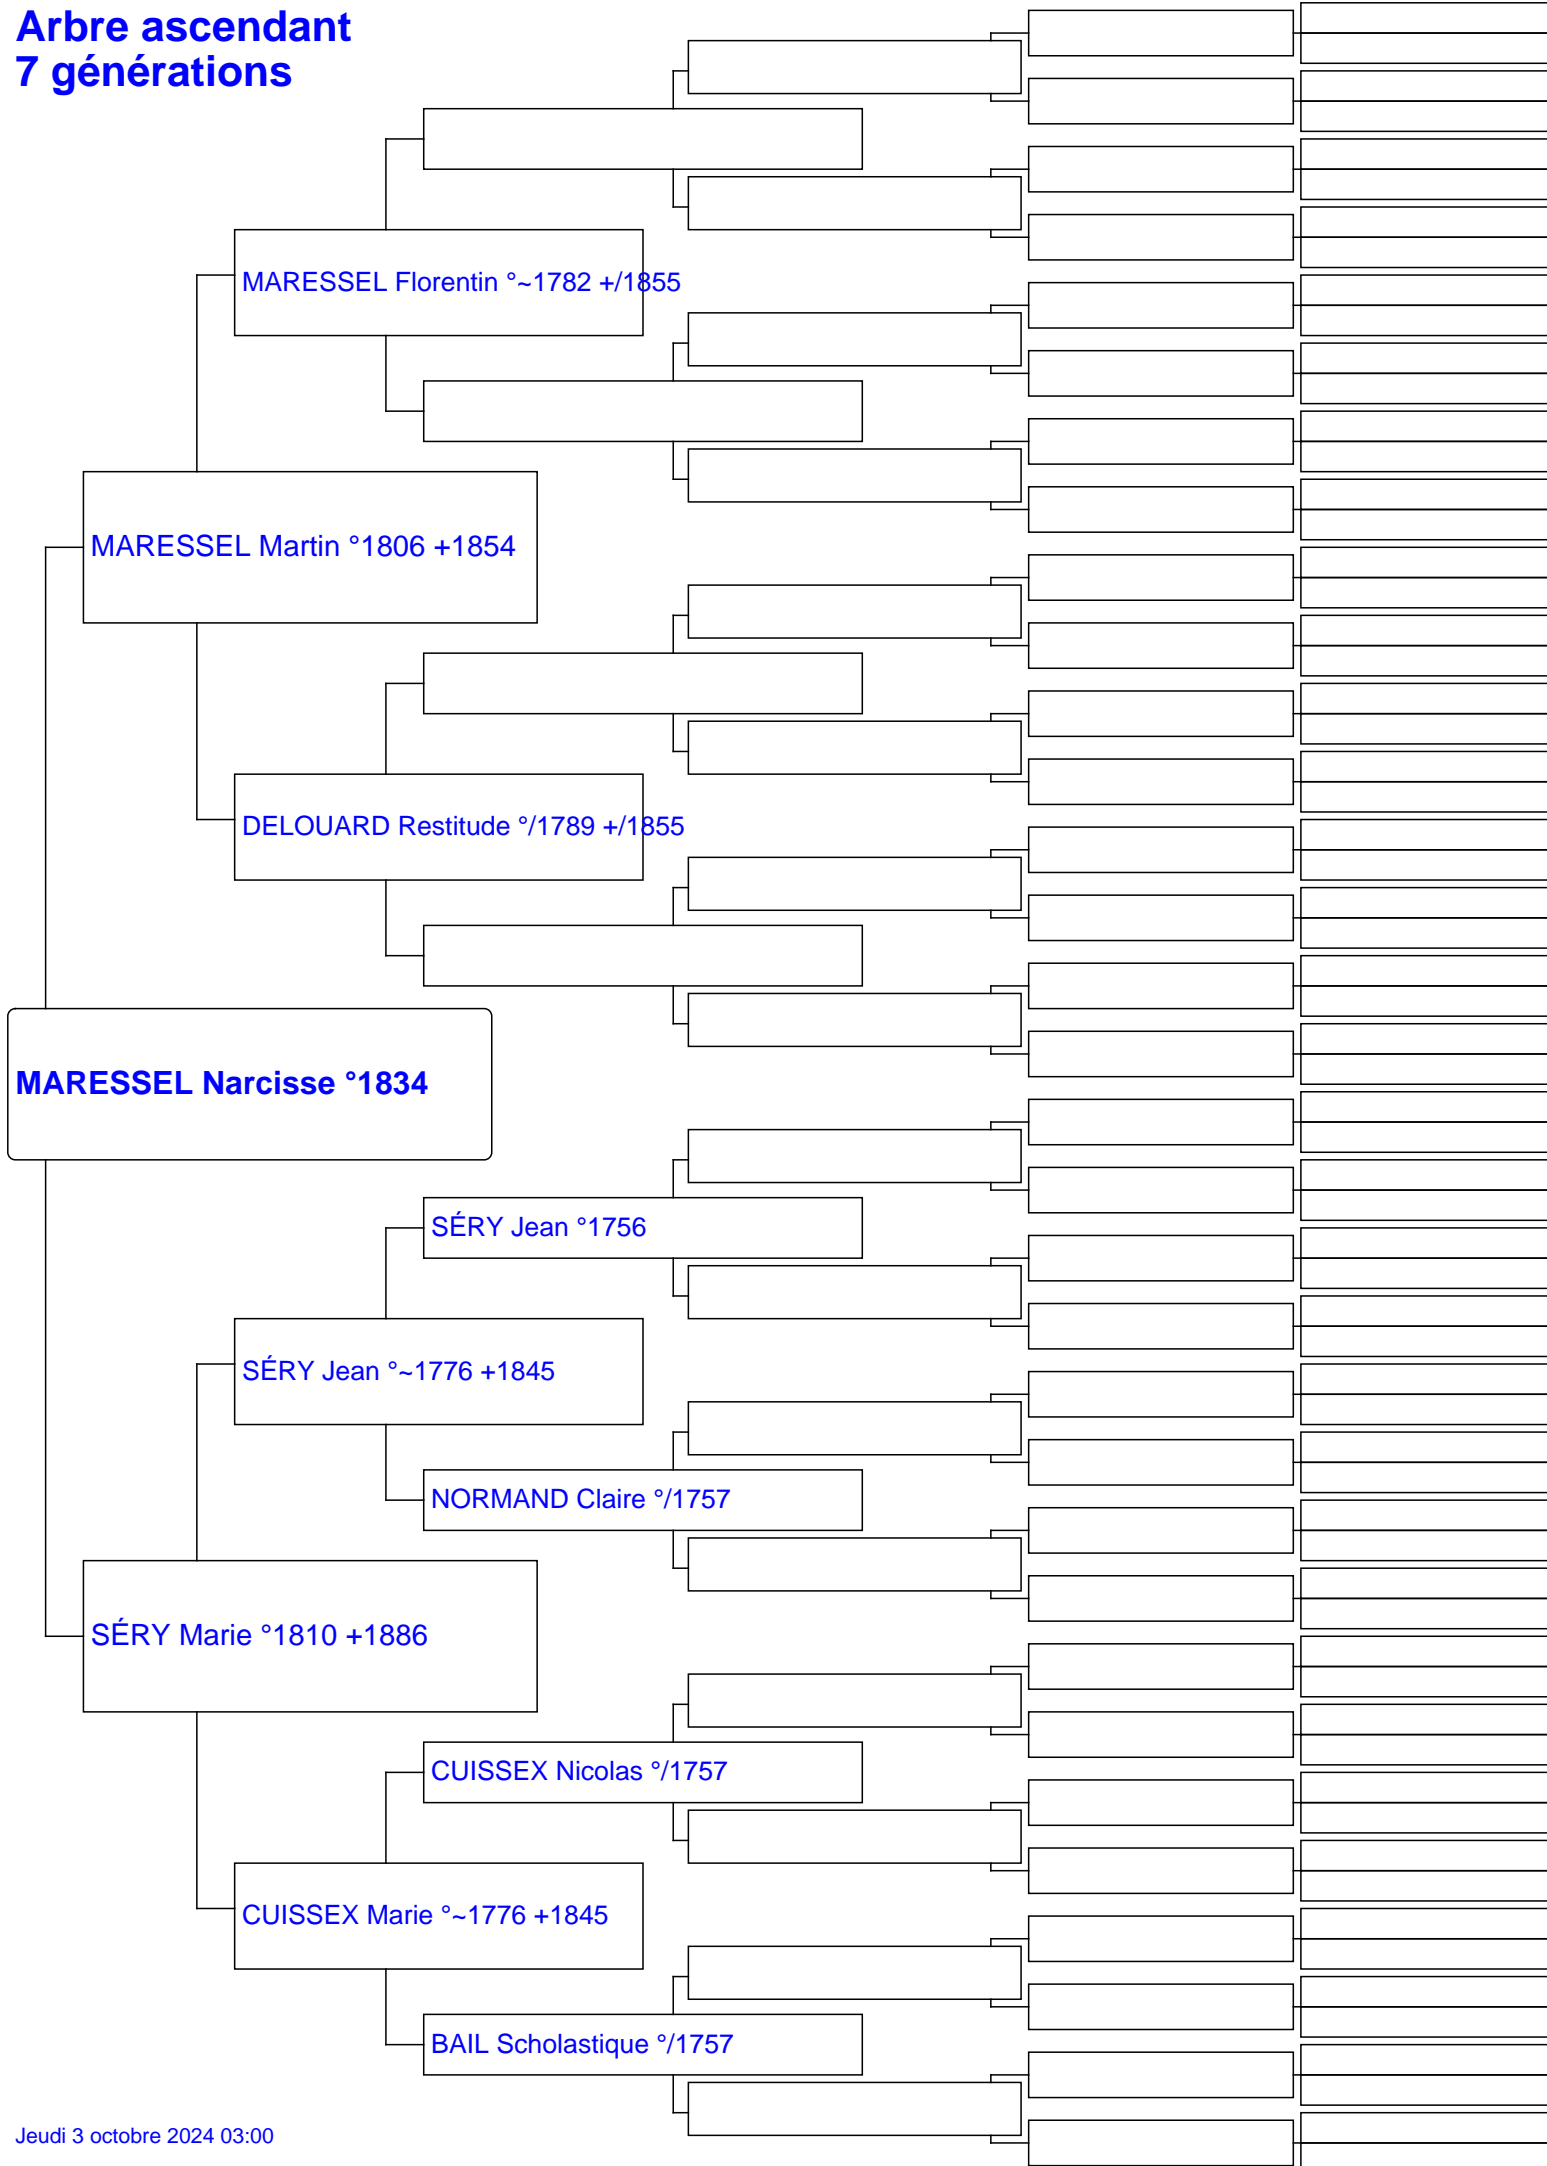 Arbre ascendant
7 générations
MARESSEL Florentin °~1782 +/1855
MARESSEL Martin °1806 +1854
DELOUARD Restitude °/1789 +/1855
MARESSEL Narcisse °1834
SÉRY Jean °1756
SÉRY Jean °~1776 +1845
NORMAND Claire °/1757
SÉRY Marie °1810 +1886
CUISSEX Nicolas °/1757
CUISSEX Marie °~1776 +1845
BAIL Scholastique °/1757
Jeudi 3 octobre 2024 03:00